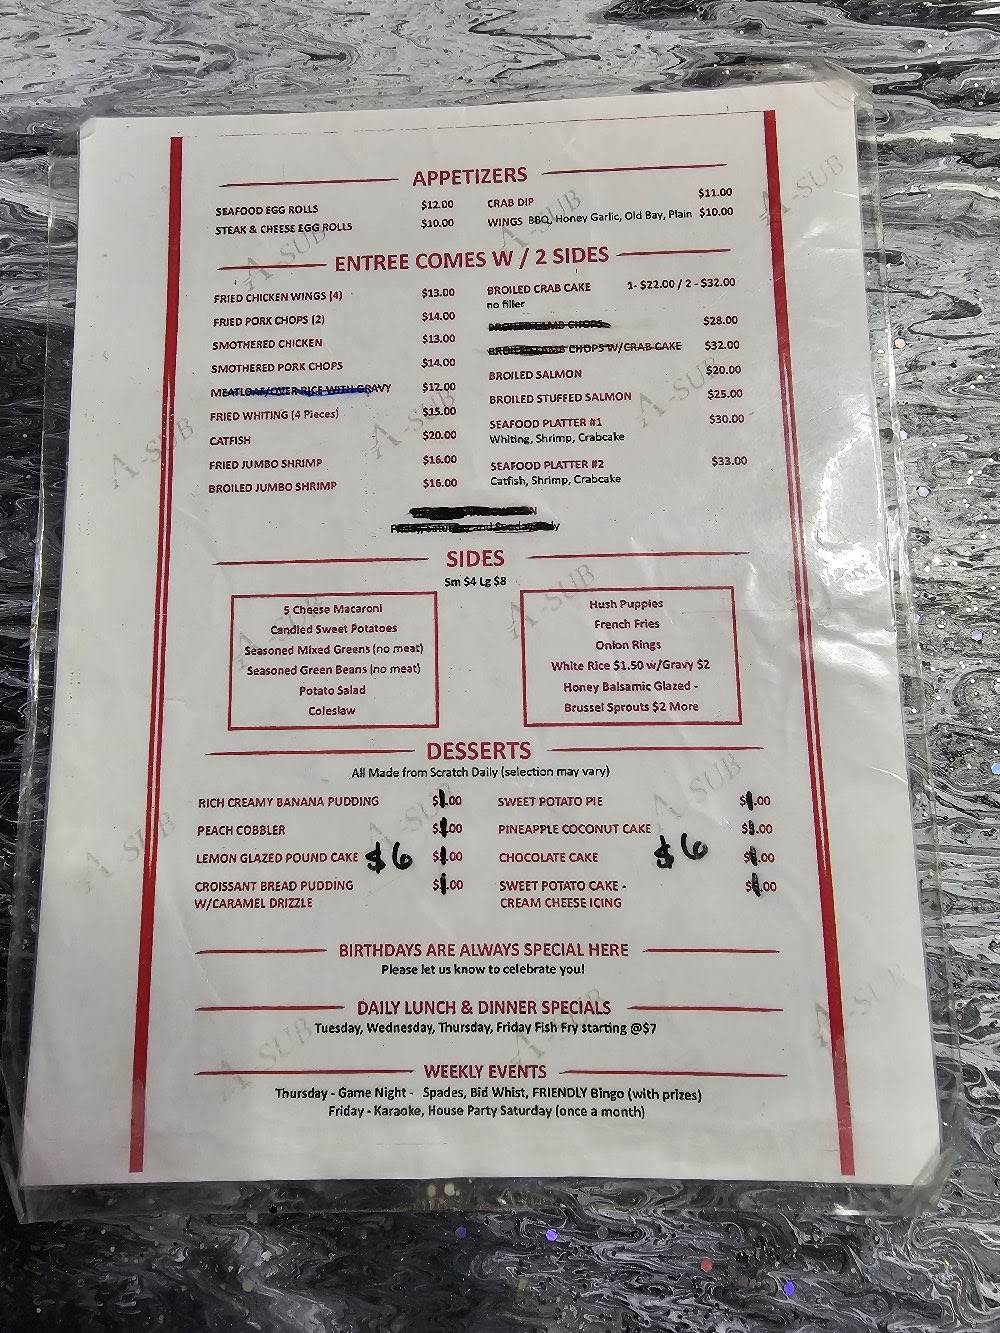 APPETIZERS
SEAFOOD EGG ROLLS $12.00
STEAK & CHEESE EGG ROLLS $10.00
CRAB DIP $11.00
WINGS BBQ, Honey Garlic, Old Bay, Plain $10.00
ENTREE COMES W / 2 SIDES
FRIED CHICKEN WINGS (4) $13.00
FRIED PORK CHOPS (2) $14.00
SMOTHERED CHICKEN $13.00
SMOTHERED PORK CHOPS $14.00
MEATLOAF/OVER RICE WITH GRAVY $12.00
FRIED WHITING (4 Pieces) $15.00
CATFISH $20.00
FRIED JUMBO SHRIMP $16.00
BROILED JUMBO SHRIMP $16.00
BROILED CRAB CAKE 1- $22.00 / 2 - $32.00
no filler
BROILED LAMB CHOPS $28.00
CHOPS W/CRAB CAKE $32.00
BROILED SALMON $20.00
BROILED STUFFED SALMON $25.00
SEAFOOD PLATTER #1 $30.00
Whiting, Shrimp, Crabcake
SEAFOOD PLATTER #2 $33.00
Catfish, Shrimp, Crabcake
SIDES
Sm $4 Lg $8
5 Cheese Macaroni
Candied Sweet Potatoes
Seasoned Mixed Greens (no meat)
Seasoned Green Beans (no meat)
Potato Salad
Coleslaw
Hush Puppies
French Fries
Onion Rings
White Rice $1.50 w/Gravy $2
Honey Balsamic Glazed -
Brussel Sprouts $2 More
DESSERTS
All Made from Scratch Daily (selection may vary)
RICH CREAMY BANANA PUDDING
PEACH COBBLER
LEMON GLAZED POUND CAKE $6
CROISSANT BREAD PUDDING
W/CARAMEL DRIZZLE
SWEET POTATO PIE
PINEAPPLE COCONUT CAKE
CHOCOLATE CAKE $6
SWEET POTATO CAKE -
CREAM CHEESE ICING
BIRTHDAYS ARE ALWAYS SPECIAL HERE
Please let us know to celebrate you!
DAILY LUNCH & DINNER SPECIALS
Tuesday, Wednesday, Thursday, Friday Fish Fry starting @$7
WEEKLY EVENTS
Thursday - Game Night - Spades, Bid Whist, FRIENDLY Bingo (with prizes)
Friday - Karaoke, House Party Saturday (once a month)